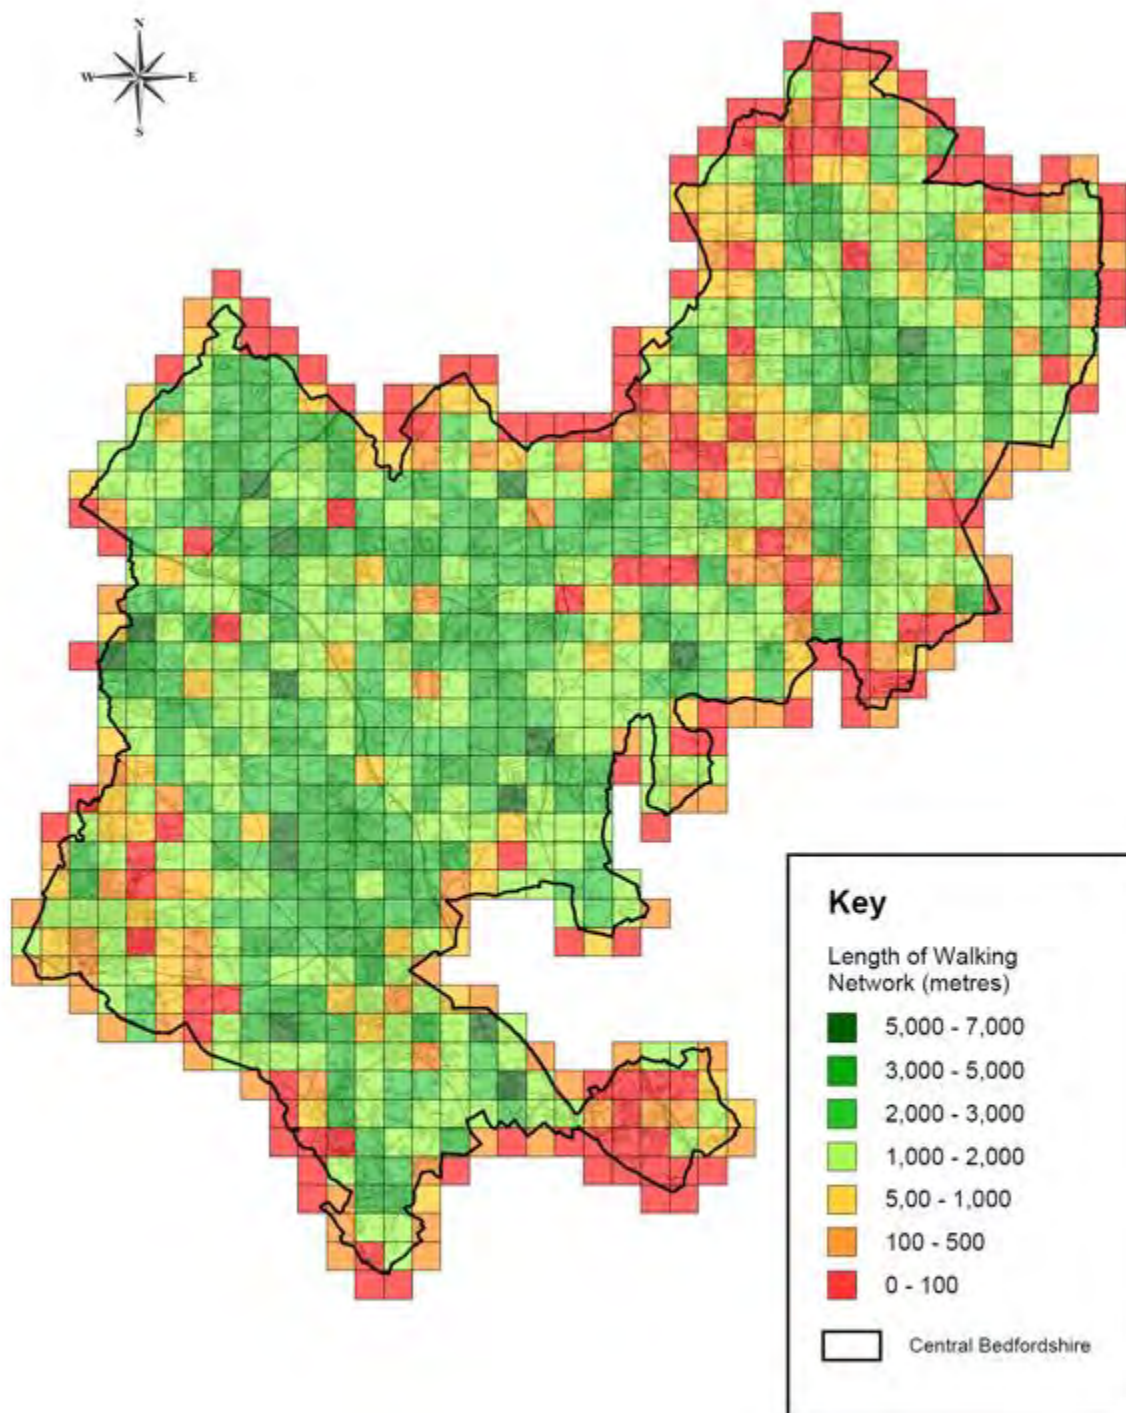 N
W E
S
Key
Length of Walking
Network (metres)
5,000 - 7,000
3,000 - 5,000
2,000 - 3,000
1,000 - 2,000
5,00 - 1,000
100 - 500
0 - 100
Central Bedfordshire